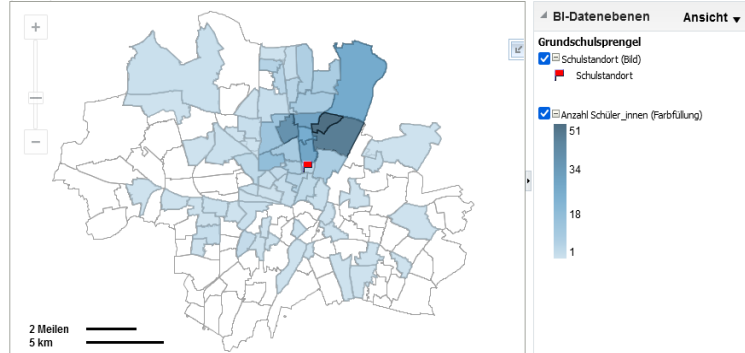 BI-Datenebenen
Ansicht
Grundschulsprengel
Schulstandort (Bild)
Schulstandort
Anzahl Schüler_innen (Farbfüllung)
51
34
18
1
2 Meilen
5 km